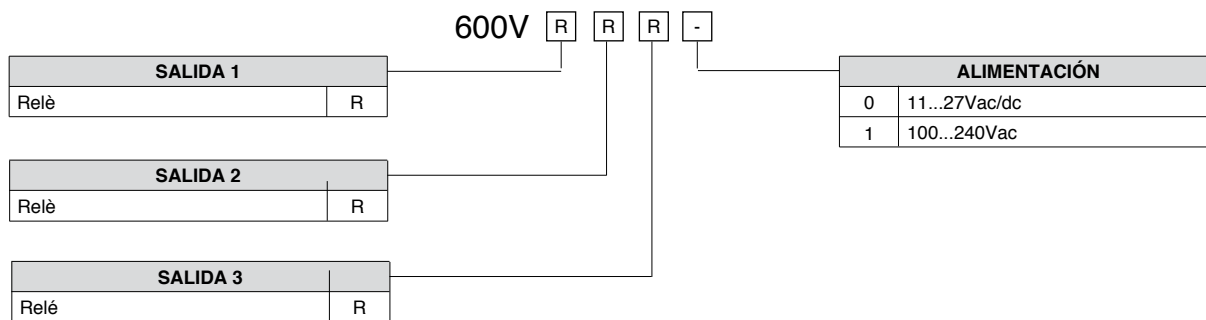 600V R R R -
SALIDA 1
Relè R
SALIDA 2
Relè R
SALIDA 3
Relé R
ALIMENTACIÓN
0 11...27Vac/dc
1 100...240Vac